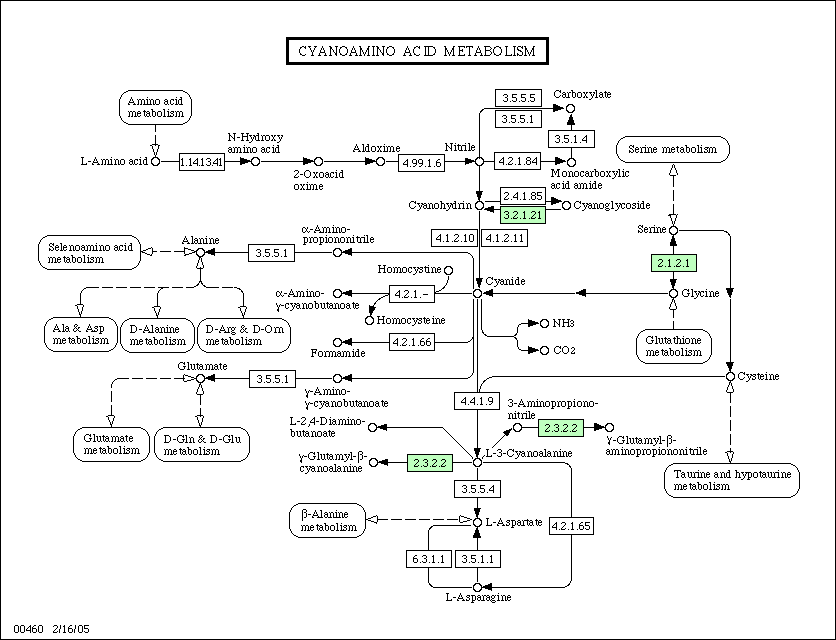 CYANOAMINO ACID METABOLISM
Amino acid
metabolism
L-Amino acid
1.14.1341
N-Hydroxy
amino acid
2-Oxoacid
oxime
Aldoxime
4.99.1.6
Nitrile
3.5.5.5
3.5.5.1
Carboxylate
3.5.1.4
4.2.1.84
Monocarboxylic
acid amide
Serine metabolism
Cyanohydrin
2.4.1.85
3.2.1.21
Cyanoglycoside
4.1.2.10
4.1.2.11
Serine
2.1.2.1
Glycine
Glutathione
metabolism
Selenoamino acid
metabolism
Alanine
3.5.5.1
α-Amino-
propiononitrile
Homocystine
4.2.1.–
Homocysteine
Cyanide
α-Amino-
γ-cyanobutanoate
Ala & Asp
metabolism
D-Alanine
metabolism
D-Arg & D-Orn
metabolism
Formamide
4.2.1.66
NH3
CO2
Glutamate
3.5.5.1
γ-Amino-
γ-cyanobutanoate
Cysteine
4.4.1.9
Glutamate
metabolism
D-Gln & D-Glu
metabolism
L-2,4-Diamino-
butanoate
3-Aminopropiono-
nitrile
2.3.2.2
γ-Glutamyl-β-
aminopropiononitrile
γ-Glutamyl-β-
cyanoalanine
2.3.2.2
L-3-Cyanoalanine
Taurine and hypotaurine
metabolism
3.5.5.4
β-Alanine
metabolism
L-Aspartate
4.2.1.65
6.3.1.1
3.5.1.1
L-Asparagine
00460 2/16/05